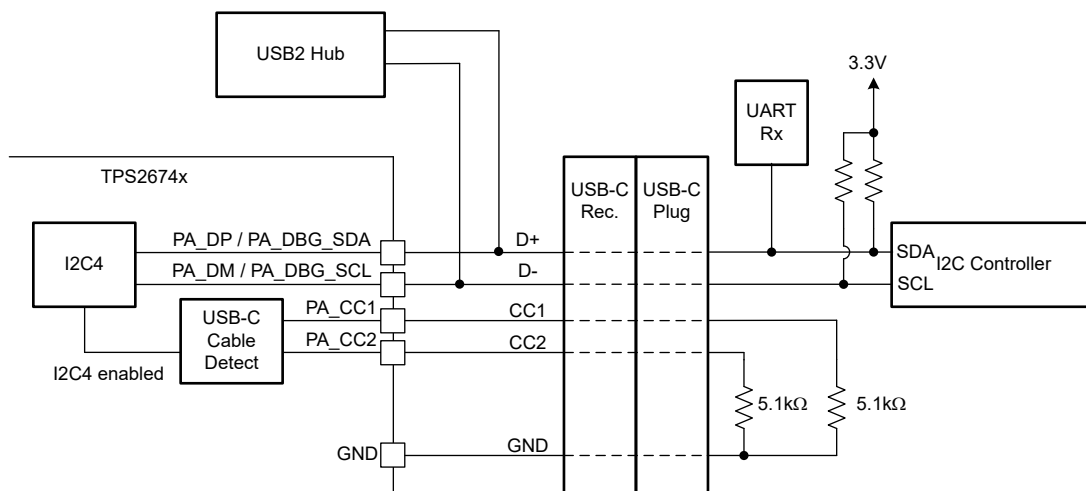 USB2 Hub
3.3V
UART
Rx
TPS2674x
USB-C
Rec.
USB-C
Plug
I2C4
PA_DP / PA_DBG_SDA
D+
SDA
I2C Controller
PA_DM / PA_DBG_SCL
D-
SCL
USB-C
Cable
Detect
PA_CC1
CC1
PA_CC2
CC2
I2C4 enabled
5.1kΩ
5.1kΩ
GND
GND